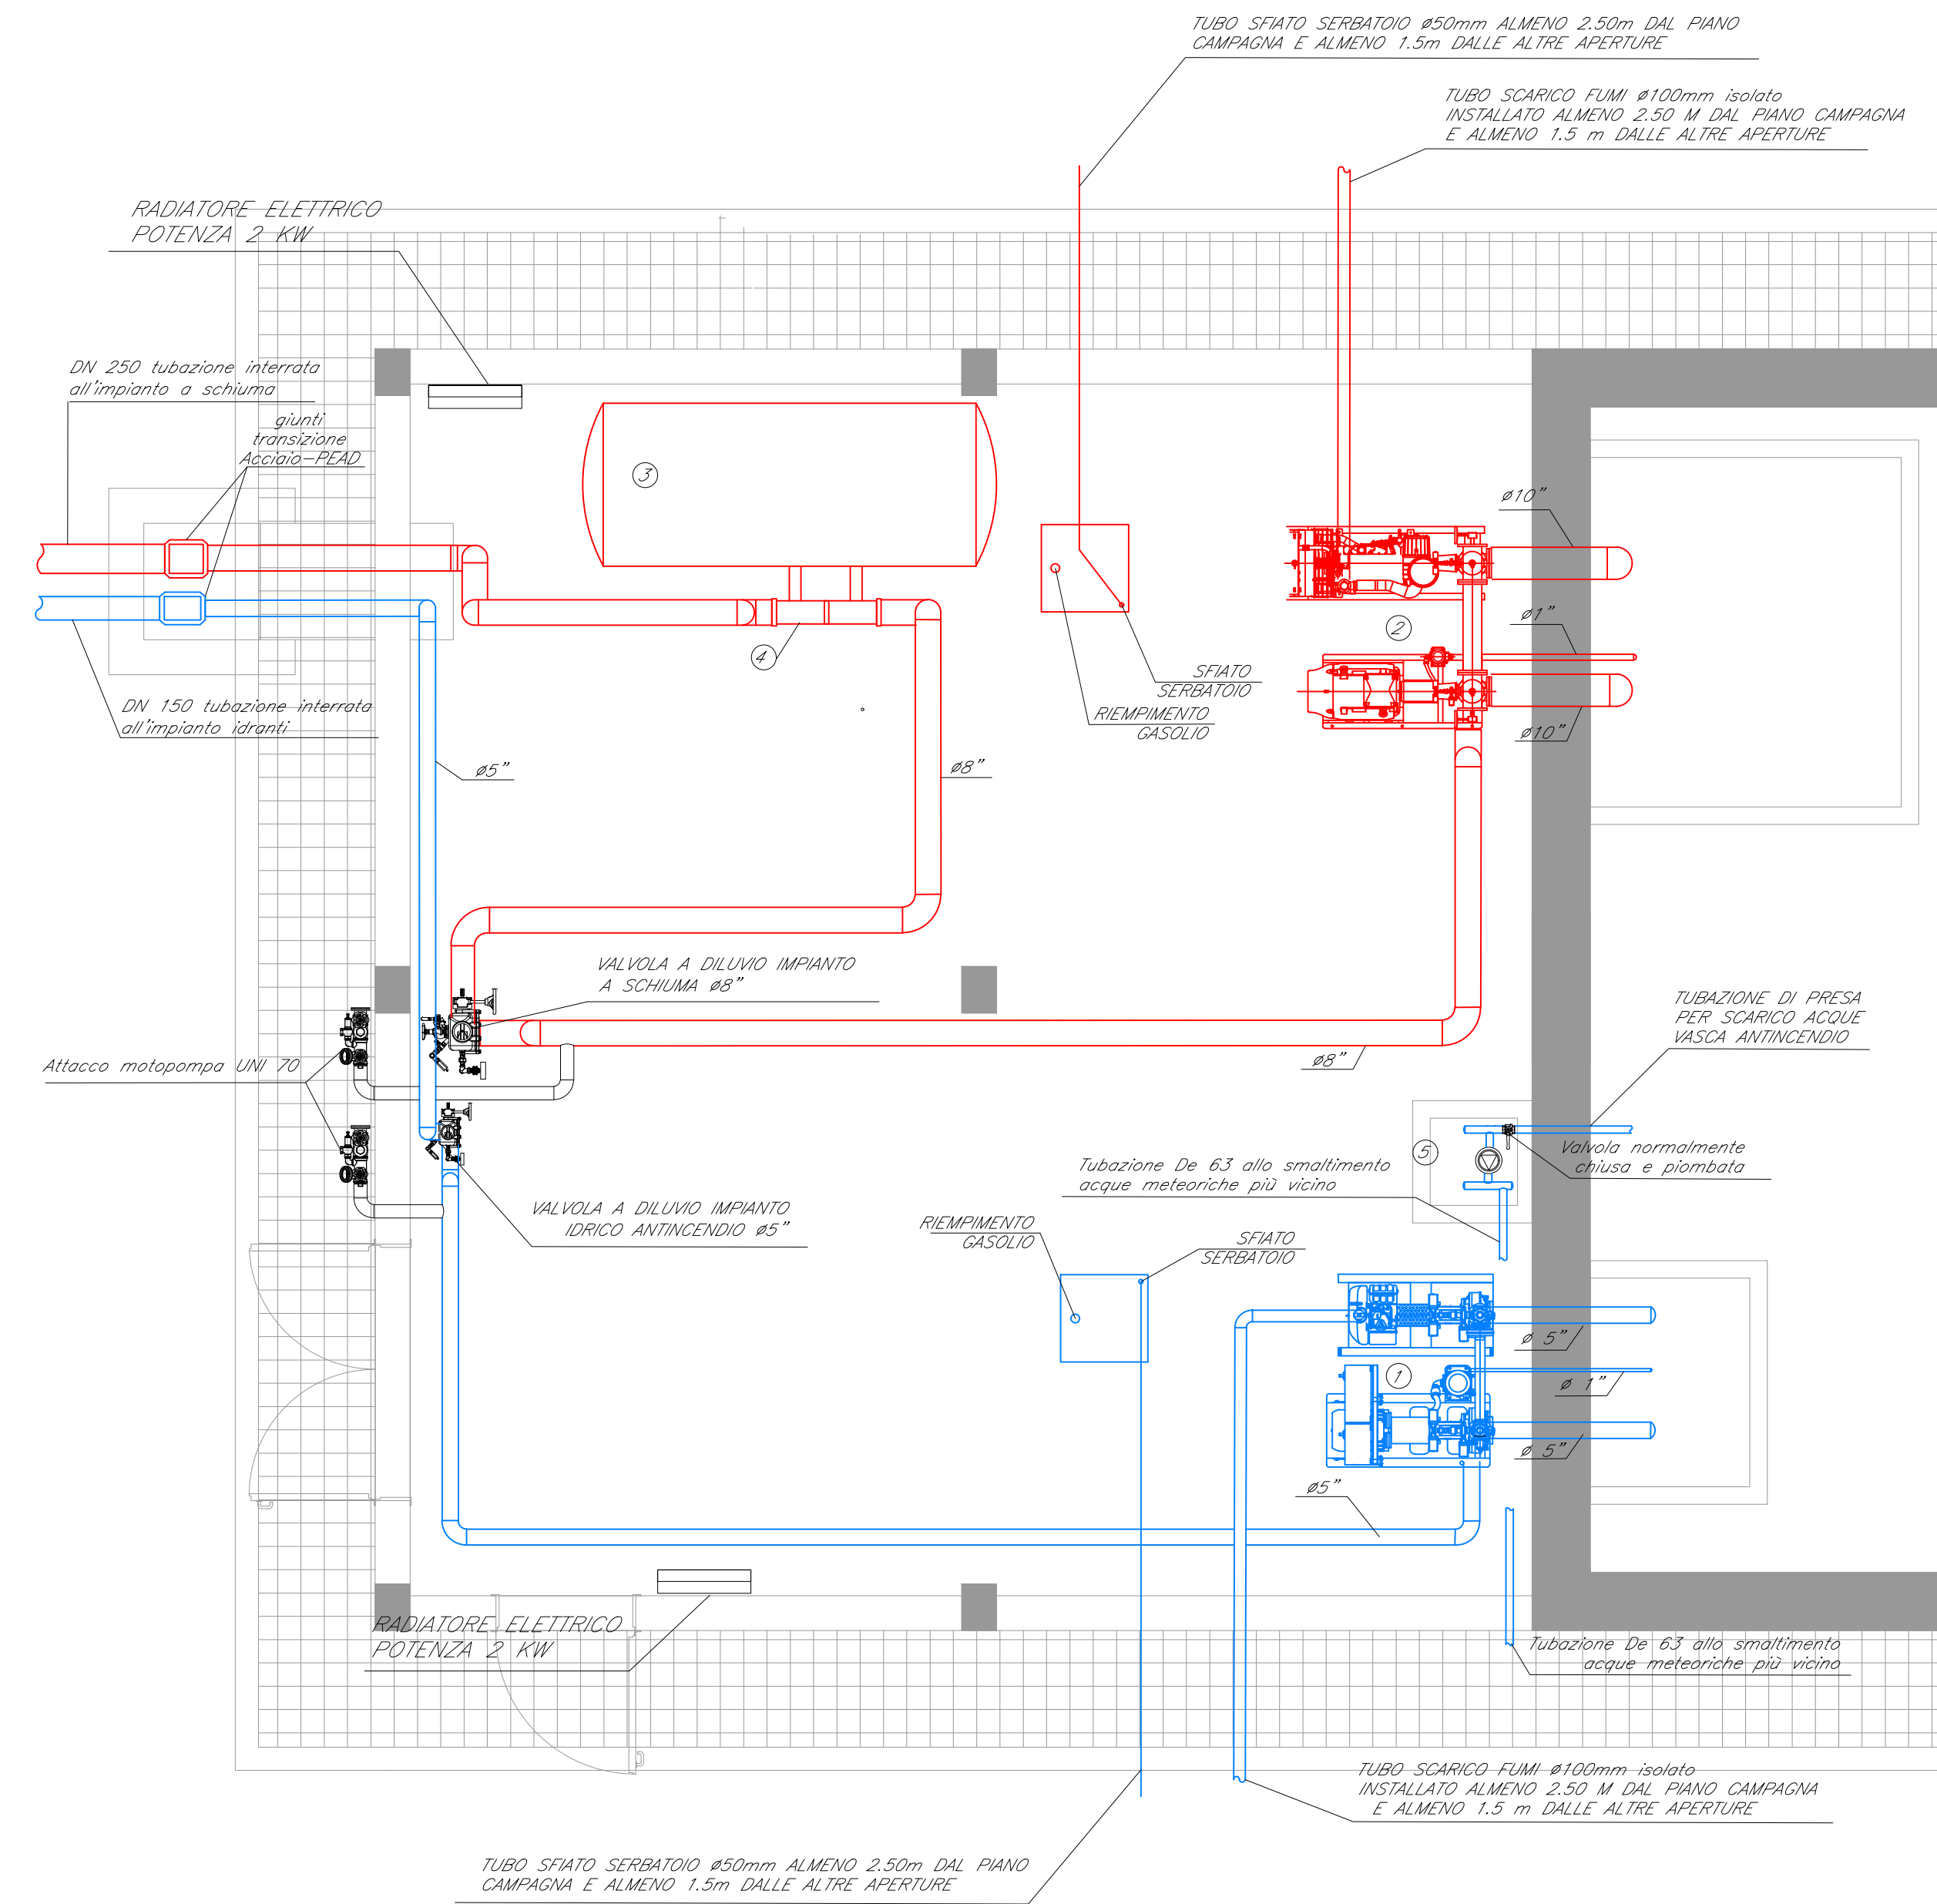 TUBO SFIATO SERBATOIO ø50mm ALMENO 2.50m DAL PIANO
CAMPAGNA E ALMENO 1.5m DALLE ALTRE APERTURE
TUBO SCARICO FUMI ø100mm isolato
INSTALLATO ALMENO 2.50 M DAL PIANO CAMPAGNA
E ALMENO 1.5 m DALLE ALTRE APERTURE
RADIATORE ELETTRICO
POTENZA 2 KW
DN 250 tubazione interrata
all'impianto a schiuma
giunti
transizione
Acciaio-PEAD
3
ø10"
2
ø1"
4
SFIATO
SERBATOIO
RIEMPIMENTO
GASOLIO
DN 150 tubazione interrata
all'impianto idranti
ø10"
ø5"
ø8"
VALVOLA A DILUVIO IMPIANTO
A SCHIUMA ø8"
TUBAZIONE DI PRESA
PER SCARICO ACQUE
VASCA ANTINCENDIO
Attacco motopompa UNI 70
ø8"
5
Valvola normalmente
chiusa e piombata
Tubazione De 63 allo smaltimento
acque meteoriche più vicino
VALVOLA A DILUVIO IMPIANTO
IDRICO ANTINCENDIO ø5"
RIEMPIMENTO
GASOLIO
SFIATO
SERBATOIO
ø 5"
1
ø 1"
ø 5"
ø5"
RADIATORE ELETTRICO
POTENZA 2 KW
Tubazione De 63 allo smaltimento
acque meteoriche più vicino
TUBO SCARICO FUMI ø100mm isolato
INSTALLATO ALMENO 2.50 M DAL PIANO CAMPAGNA
E ALMENO 1.5 m DALLE ALTRE APERTURE
TUBO SFIATO SERBATOIO ø50mm ALMENO 2.50m DAL PIANO
CAMPAGNA E ALMENO 1.5m DALLE ALTRE APERTURE